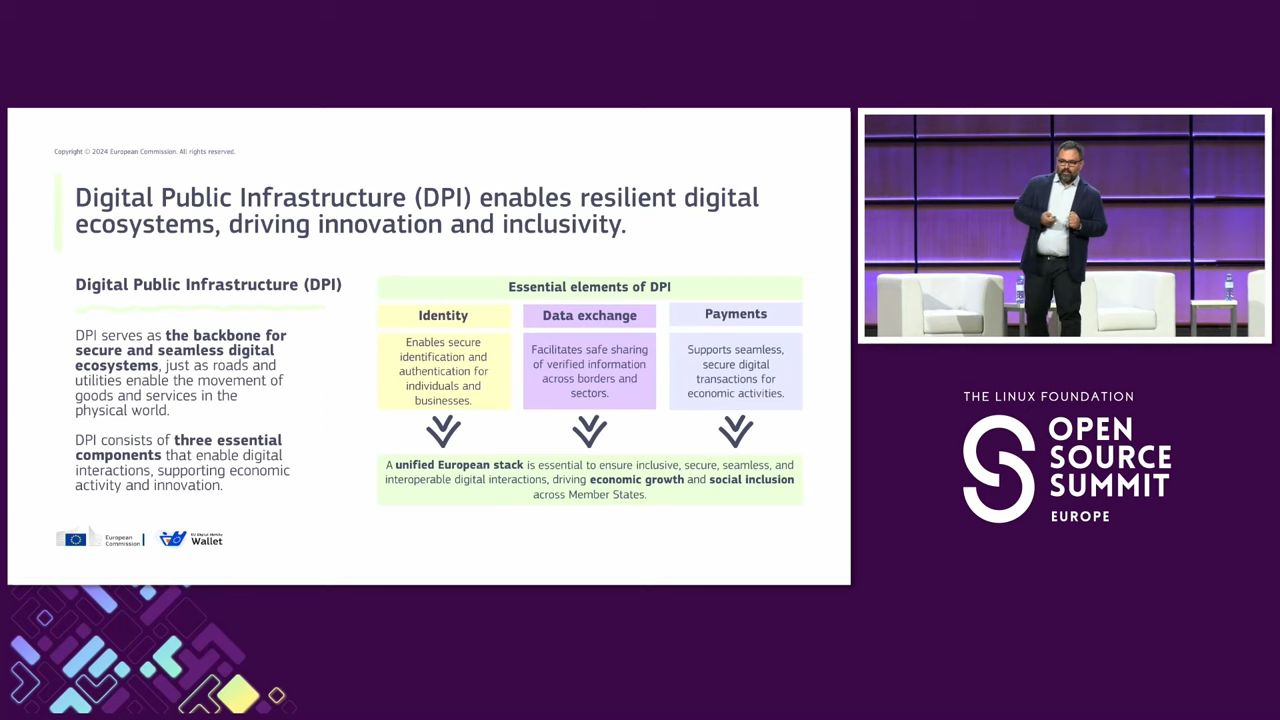 Copyright © 2024 European Commission. All rights reserved.
Digital Public Infrastructure (DPI) enables resilient digital
ecosystems, driving innovation and inclusivity.
Digital Public Infrastructure (DPI)
DPI serves as the backbone for
secure and seamless digital
ecosystems, just as roads and
utilities enable the movement of
goods and services in the
physical world.
DPI consists of three essential
components that enable digital
interactions, supporting economic
activity and innovation.
Essential elements of DPI
Identity
Enables secure
identification and
authentication for
individuals and
businesses.
Data exchange
Facilitates safe sharing
of verified information
across borders and
sectors.
Payments
Supports seamless,
secure digital
transactions for
economic activities.
A unified European stack is essential to ensure inclusive, secure, seamless, and
interoperable digital interactions, driving economic growth and social inclusion
across Member States.
European
Commission
EU Digital Identity
Wallet
THE LINUX FOUNDATION
OPEN
SOURCE
SUMMIT
EUROPE